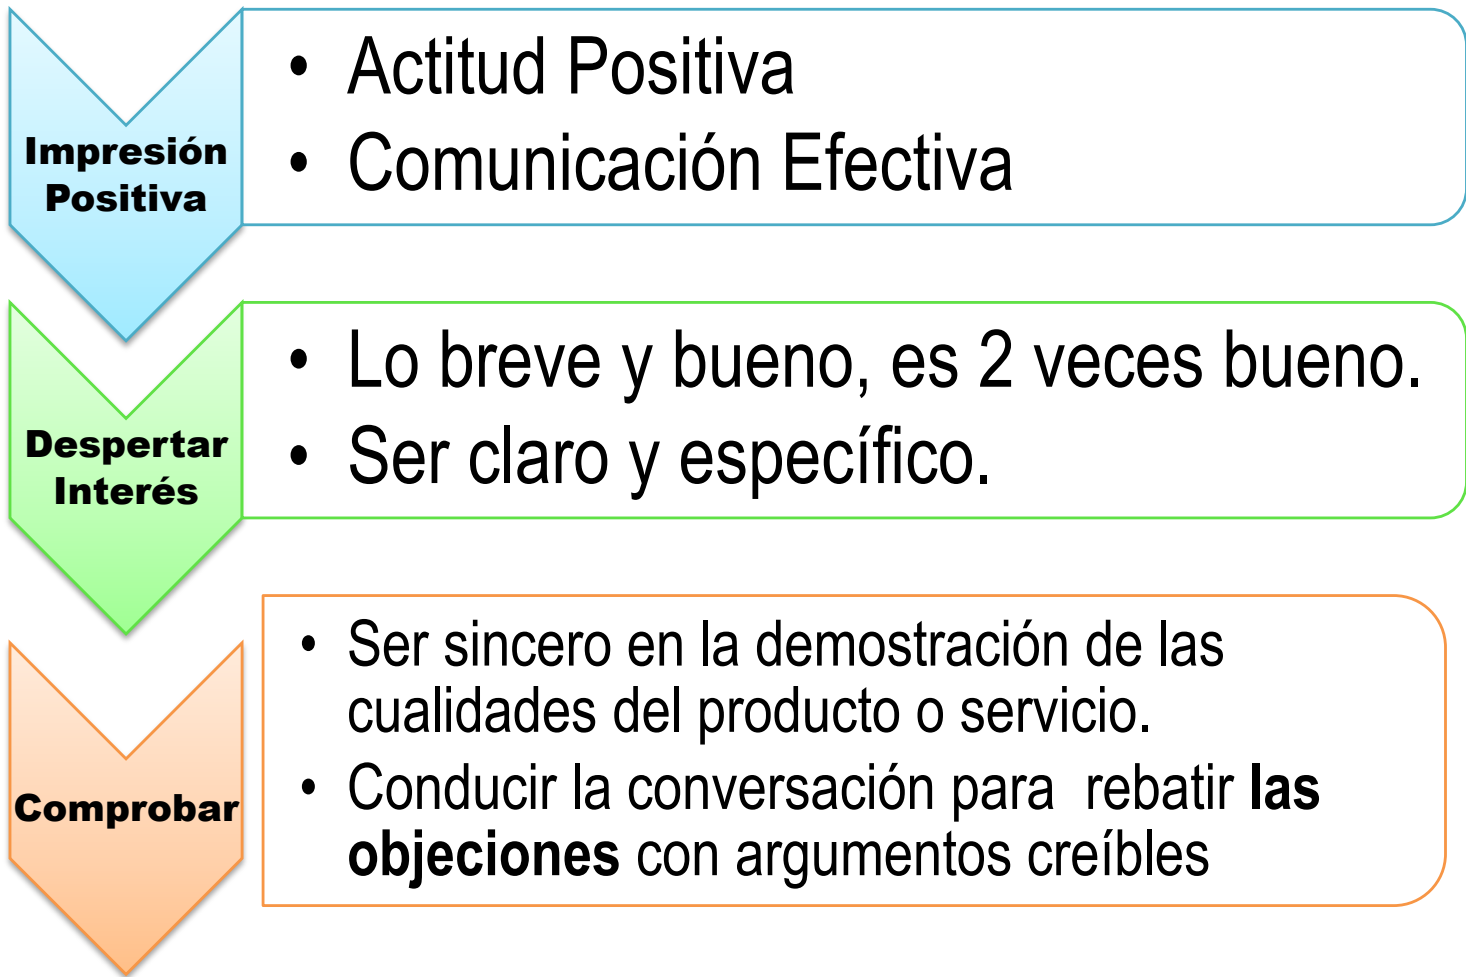 Impresión
Positiva
• Actitud Positiva
• Comunicación Efectiva
Despertar
Interés
• Lo breve y bueno, es 2 veces bueno.
• Ser claro y específico.
Comprobar
• Ser sincero en la demostración de las
cualidades del producto o servicio.
• Conducir la conversación para  rebatir las
objeciones con argumentos creíbles